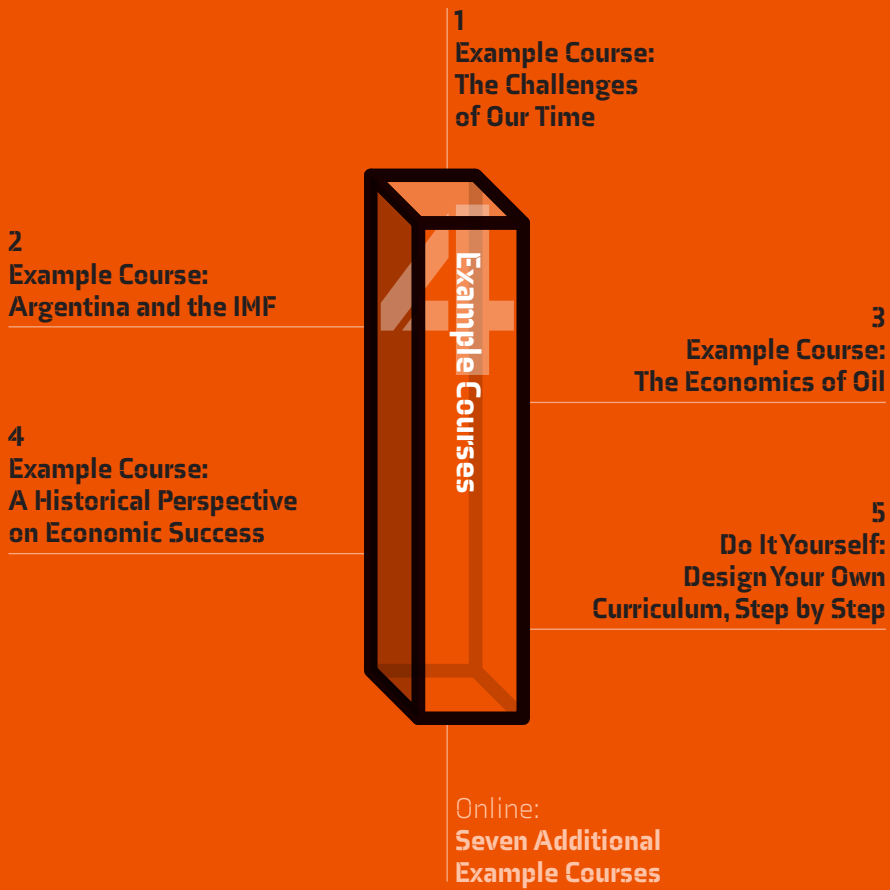 1
Example Course:
The Challenges
of Our Time
2
Example Course:
Argentina and the IMF
3
Example Course:
The Economics of Oil
4
Example Courses
4
Example Course:
A Historical Perspective
on Economic Success
5
Do It Yourself:
Design Your Own
Curriculum, Step by Step
Online:
Seven Additional
Example Courses